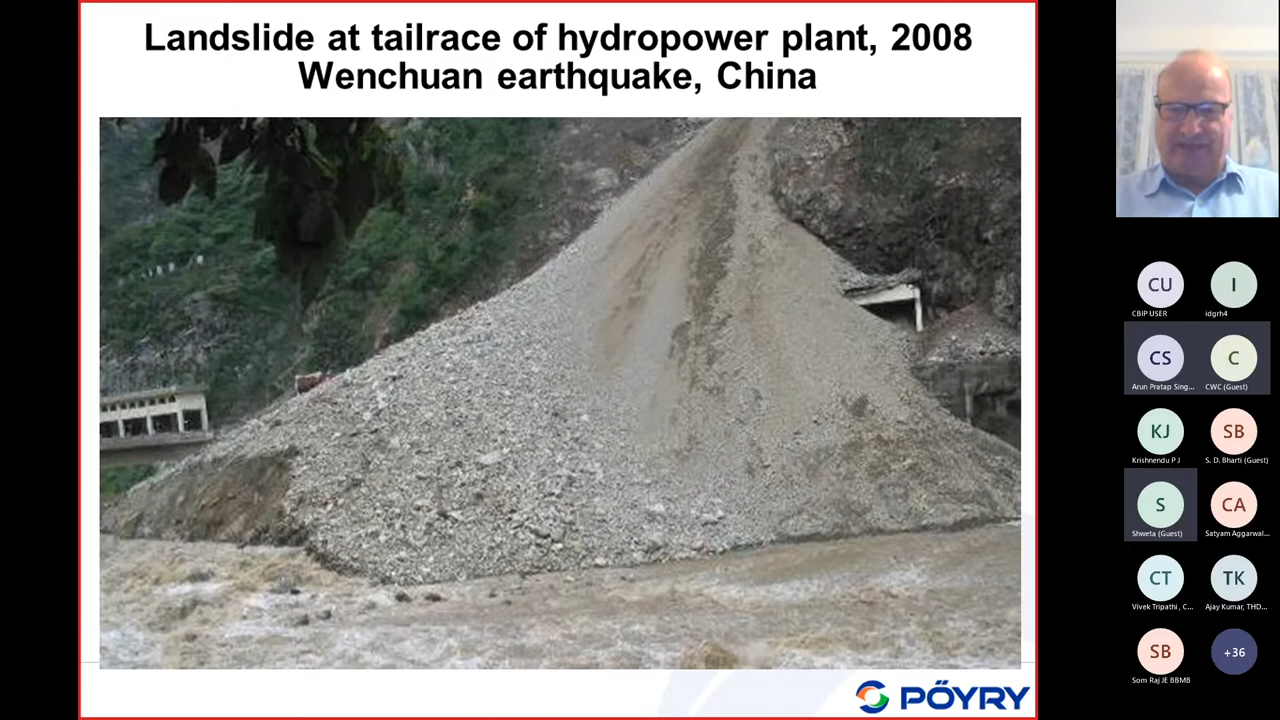 Landslide at tailrace of hydropower plant, 2008
Wenchuan earthquake, China
PÖYRY
CU
CBIP USER
I
idgrh4
CS
Arun Pratap Sing...
C
CWC (Guest)
KJ
Krishnendu P J
SB
S. D. Bharti (Guest)
S
Shweta (Guest)
CA
Satyam Aggarwal...
CT
Vivek Tripathi , C...
TK
Ajay Kumar, THD...
SB
Som Raj JE BBMB
+36